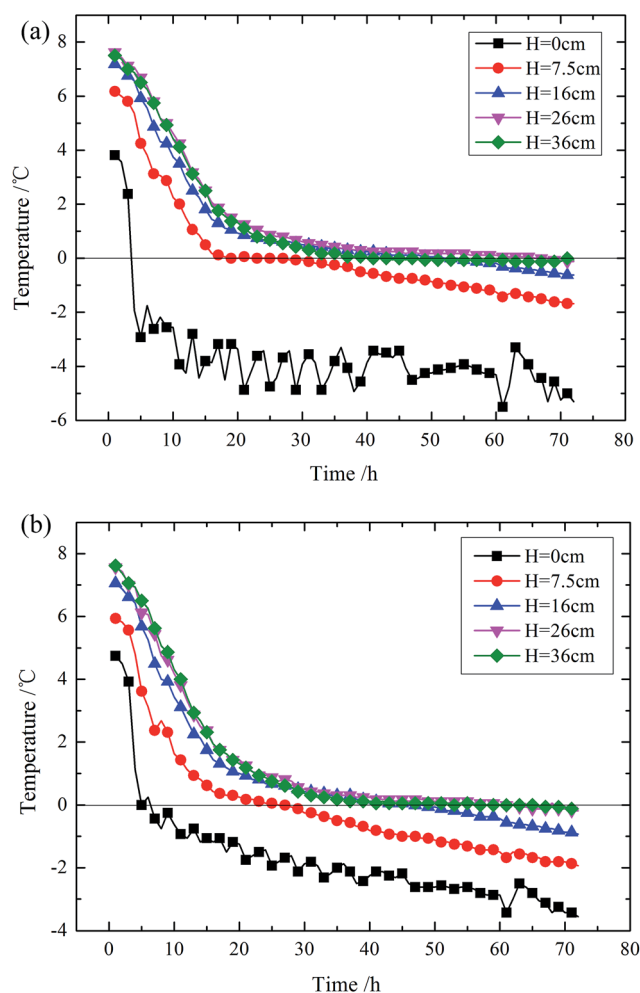 (a)
8
6
4
2
0
-2
-4
-6
Temperature /℃
H=0cm
H=7.5cm
H=16cm
H=26cm
H=36cm
0 10 20 30 40 50 60 70 80
Time /h
(b)
8
6
4
2
0
-2
-4
Temperature /℃
H=0cm
H=7.5cm
H=16cm
H=26cm
H=36cm
0 10 20 30 40 50 60 70 80
Time /h